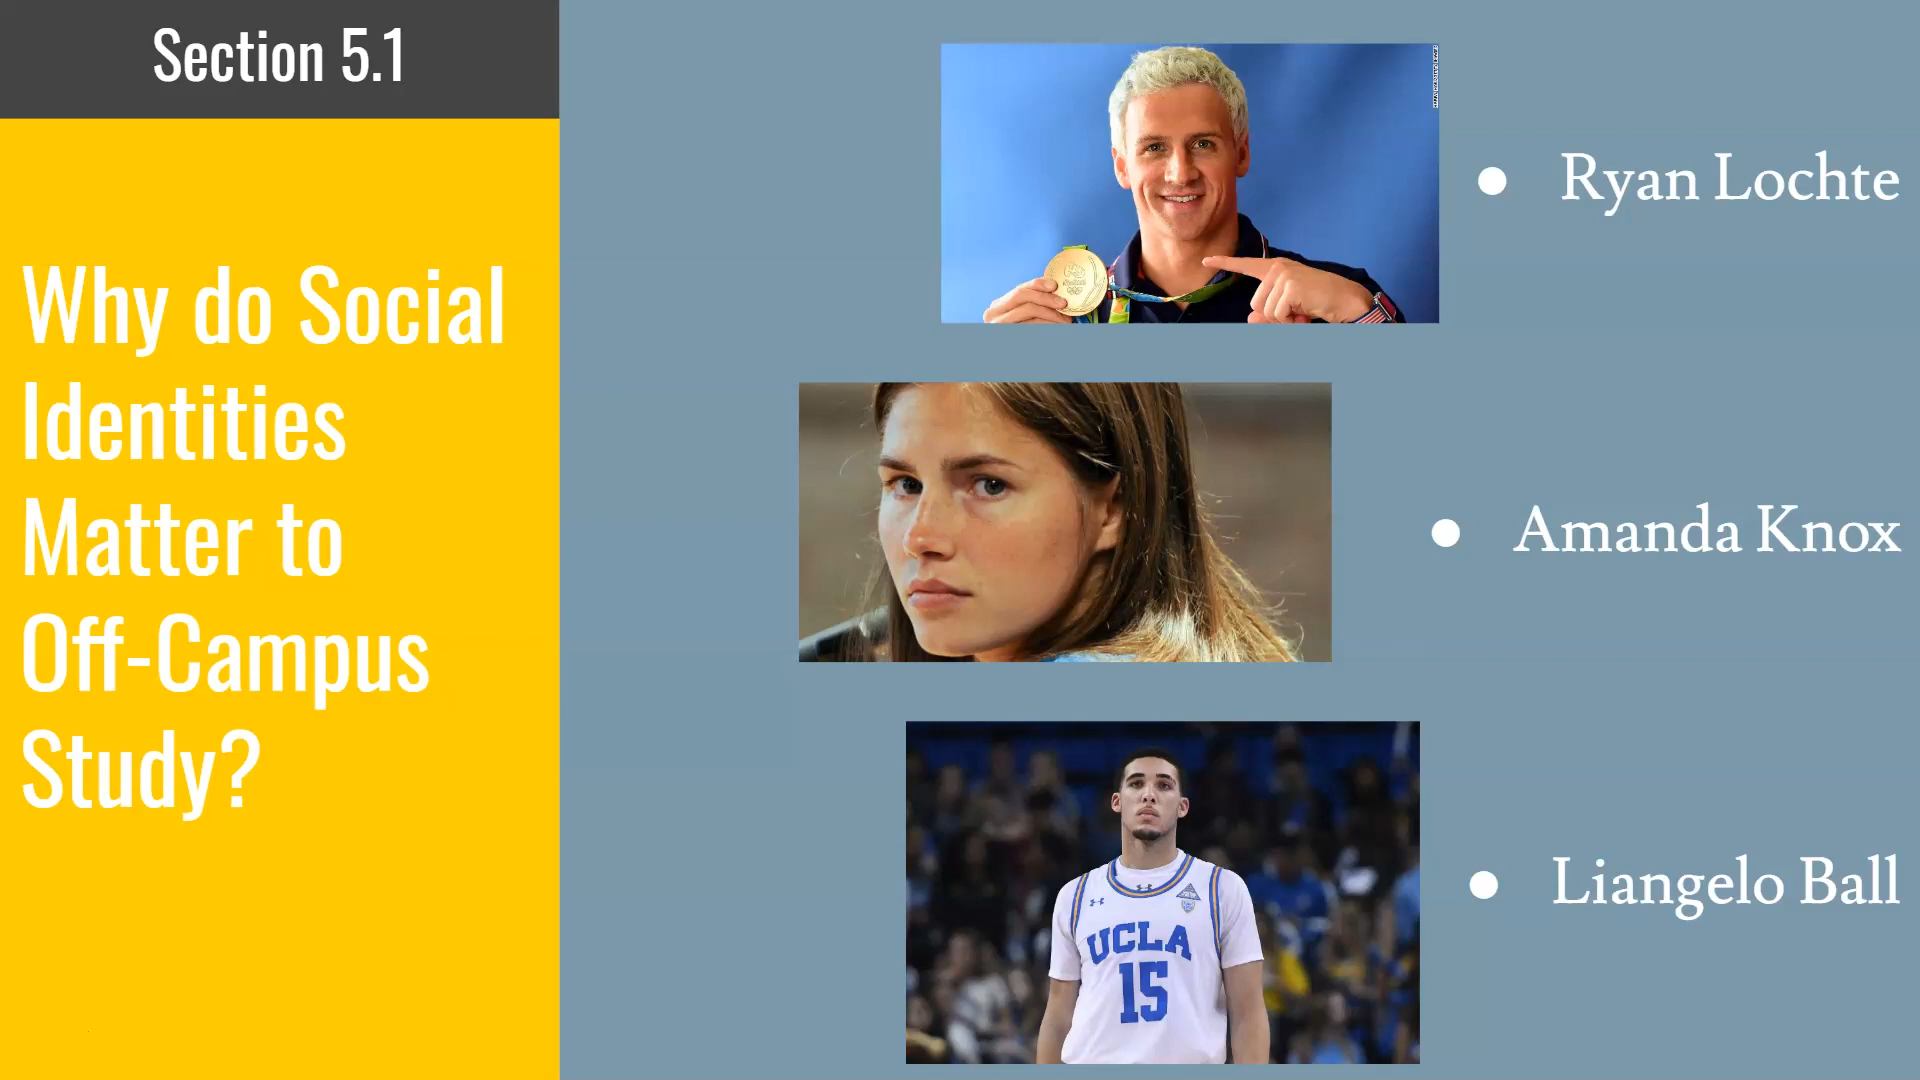 Section 5.1
Why do Social
Identities
Matter to
Off-Campus
Study?
● Ryan Lochte
● Amanda Knox
● Liangelo Ball
UCLA
15